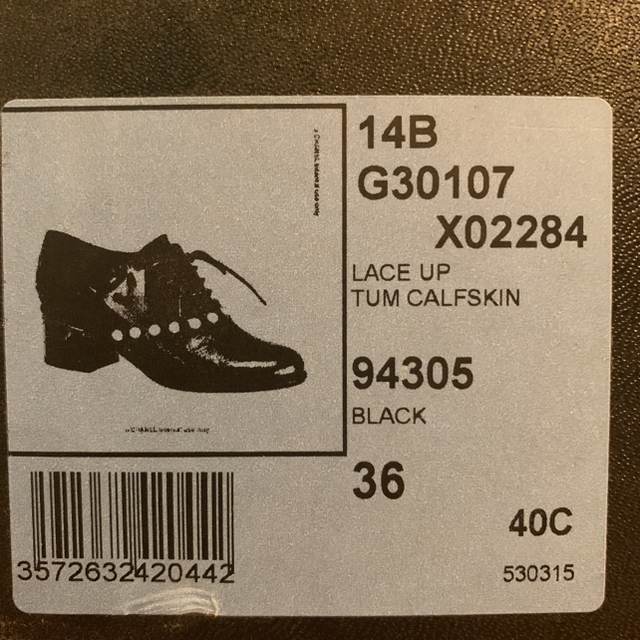 14B
G30107
X02284
LACE UP
TUM CALFSKIN
94305
BLACK
36
40C
3572632420442
530315